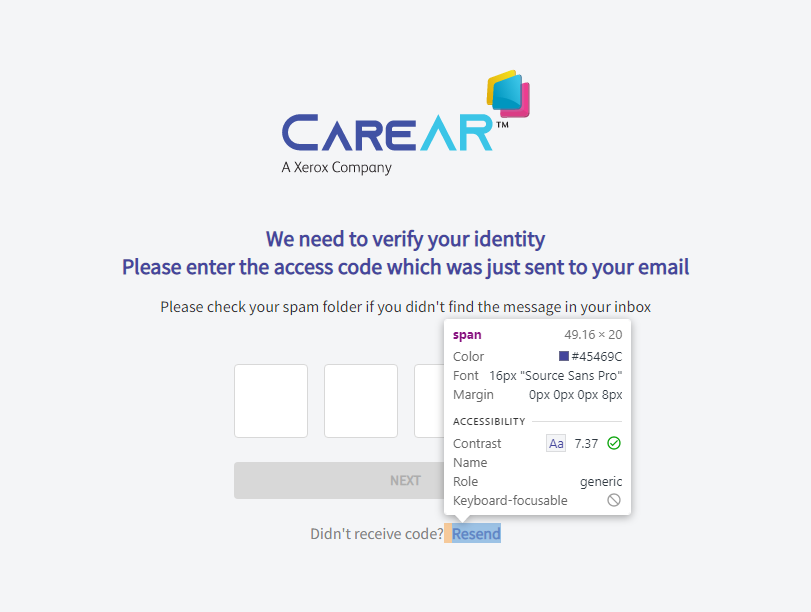 CAREAR™
A Xerox Company
We need to verify your identity
Please enter the access code which was just sent to your email
Please check your spam folder if you didn't find the message in your inbox
span 49.16 × 20
Color #45469C
Font 16px "Source Sans Pro"
Margin 0px 0px 0px 8px
ACCESSIBILITY
Contrast Aa 7.37
Name
Role generic
Keyboard-focusable
NEXT
Didn't receive code? Resend